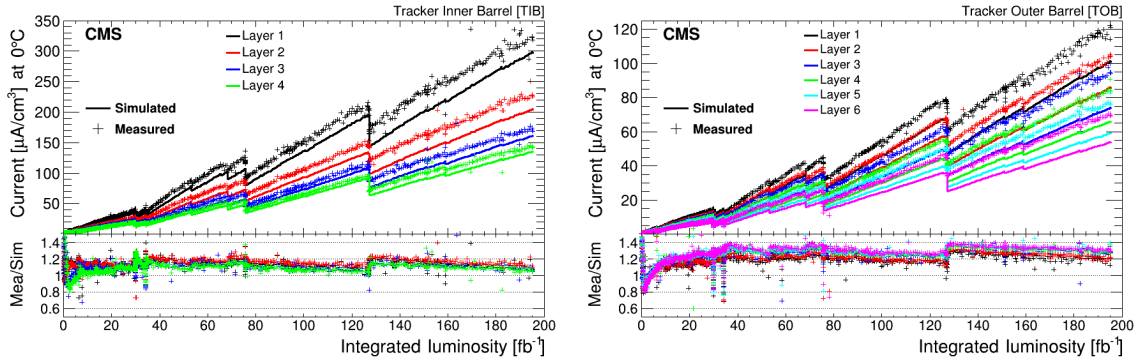 Tracker Inner Barrel [TIB]
CMS
Layer 1
Layer 2
Layer 3
Layer 4
Simulated
Measured
Current [μA/cm³] at 0°C
350
300
250
200
150
100
50
Mea/Sim
1.4
1.2
1
0.8
0.6
0 20 40 60 80 100 120 140 160 180 200
Integrated luminosity [fb⁻¹]
Tracker Outer Barrel [TOB]
CMS
Layer 1
Layer 2
Layer 3
Layer 4
Layer 5
Layer 6
Simulated
Measured
Current [μA/cm³] at 0°C
120
100
80
60
40
20
Mea/Sim
1.4
1.2
1
0.8
0.6
0 20 40 60 80 100 120 140 160 180 200
Integrated luminosity [fb⁻¹]